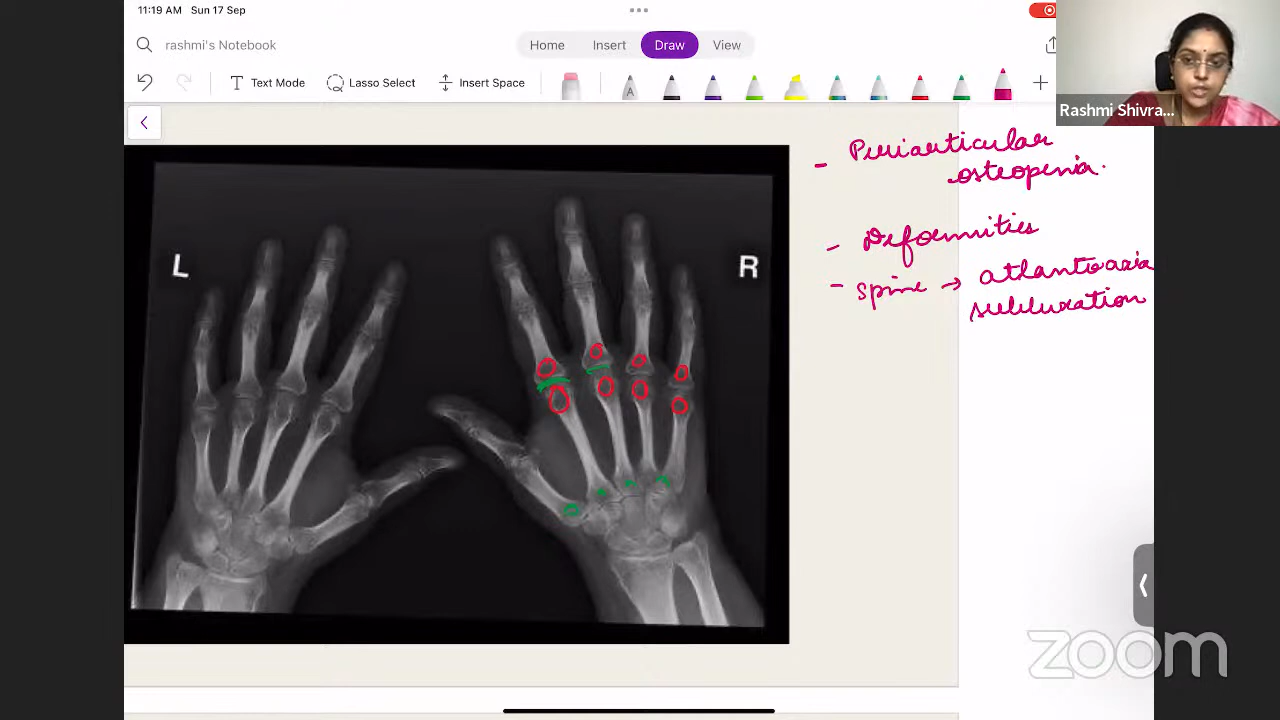 11:19 AM Sun 17 Sep
rashmi's Notebook
Home Insert Draw View
Text Mode
Lasso Select
Insert Space
A
Rashmi Shivra...
- Periarticular
osteopenia.
- Deformities
- Spine → atlantoaxia
subluxation
L
R
zoom